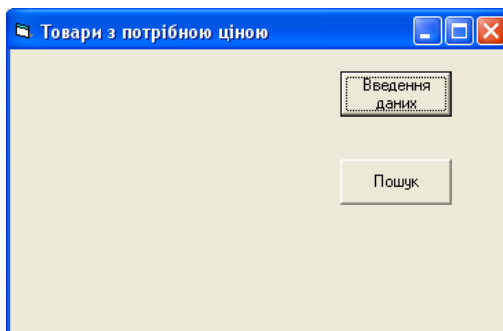 Товари з потрібною ціною
Введення
даних
Пошук